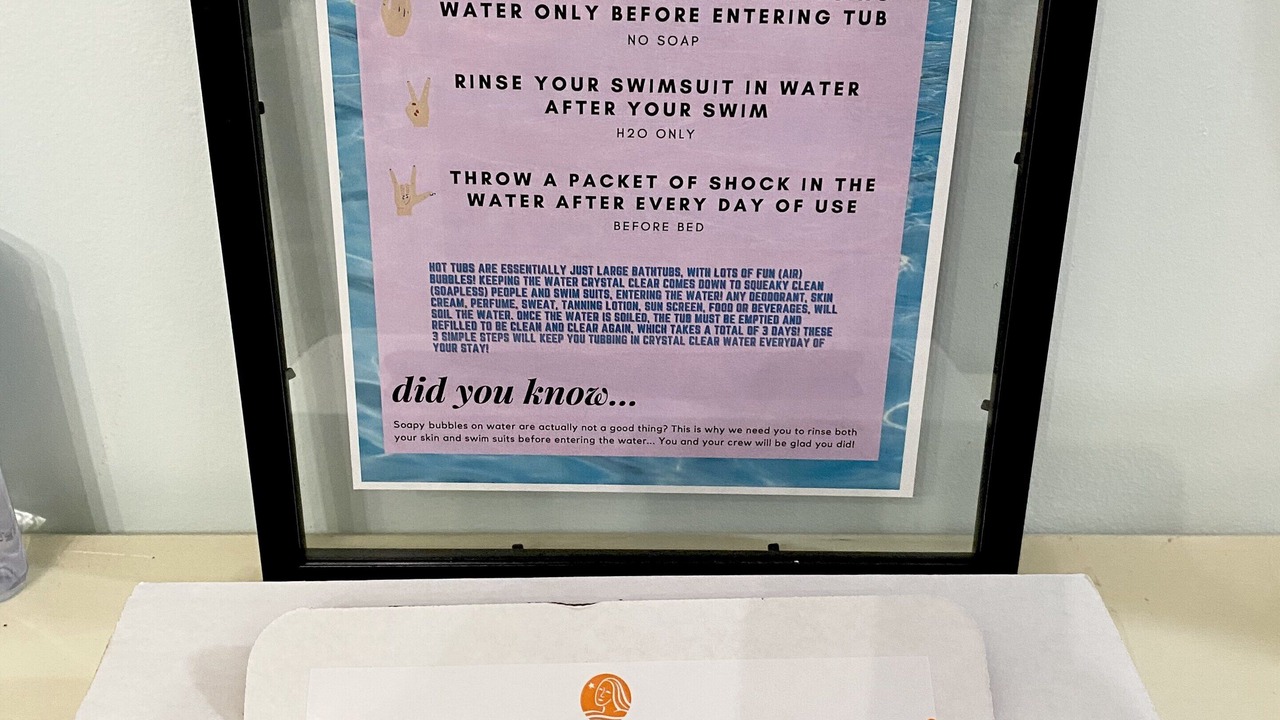 WATER ONLY BEFORE ENTERING TUB
NO SOAP
RINSE YOUR SWIMSUIT IN WATER
AFTER YOUR SWIM
H2O ONLY
THROW A PACKET OF SHOCK IN THE
WATER AFTER EVERY DAY OF USE
BEFORE BED
HOT TUBS ARE ESSENTIALLY JUST LARGE BATHTUBS, WITH LOTS OF FUN (AIR)
BUBBLES! KEEPING THE WATER CRYSTAL CLEAR COMES DOWN TO SQUEAKY CLEAN
(SOAPLESS) PEOPLE AND SWIM SUITS, ENTERING THE WATER! ANY DEODORANT, SKIN
CREAM, PERFUME, SWEAT, TANNING LOTION, SUN SCREEN, FOOD OR BEVERAGES, WILL
SOIL THE WATER. ONCE THE WATER IS SOILED, THE TUB MUST BE EMPTIED AND
REFILLED TO BE CLEAN AND CLEAR AGAIN, WHICH TAKES A TOTAL OF 3 DAYS! THESE
3 SIMPLE STEPS WILL KEEP YOU TUBBING IN CRYSTAL CLEAR WATER EVERYDAY OF
YOUR STAY!
did you know...
Soapy bubbles on water are actually not a good thing? This is why we need you to rinse both
your skin and swim suits before entering the water... You and your crew will be glad you did!